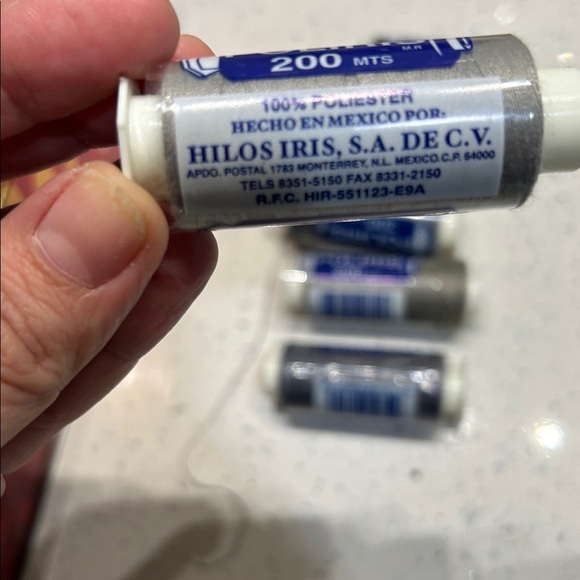 200 MTS
M.R
100% POLIESTER
HECHO EN MEXICO POR:
HILOS IRIS, S.A. DE C.V.
APDO. POSTAL 1783 MONTERREY, N.L. MEXICO.C.P. 64000
TELS 8351-5150 FAX 8331-2150
R.F.C. HIR-551123-E9A